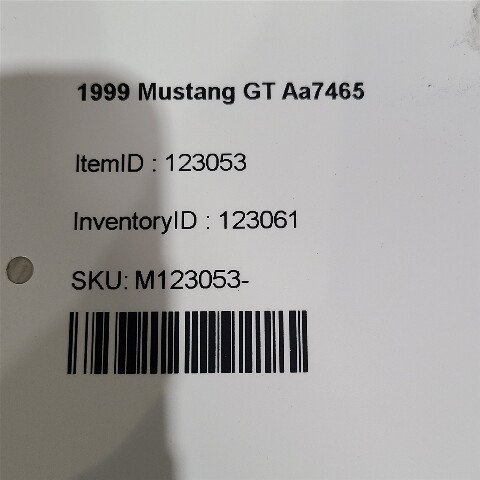 1999 Mustang GT Aa7465
ItemID : 123053
InventoryID : 123061
SKU: M123053-